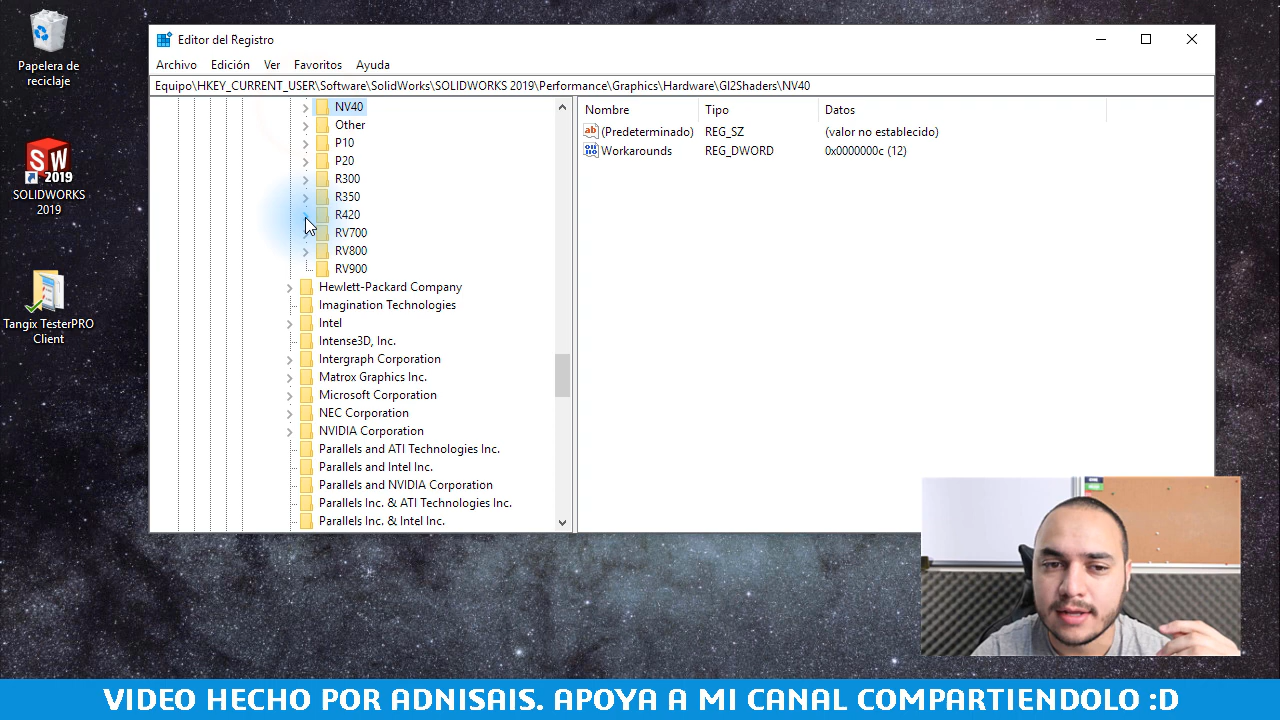 Papelera de
reciclaje
SOLIDWORKS
2019
Tangix TesterPRO
Client
Editor del Registro
Archivo Edición Ver Favoritos Ayuda
Equipo\HKEY_CURRENT_USER\Software\SolidWorks\SOLIDWORKS 2019\Performance\Graphics\Hardware\Gl2Shaders\NV40
NV40
Other
P10
P20
R300
R350
R420
RV700
RV800
RV900
Hewlett-Packard Company
Imagination Technologies
Intel
Intense3D, Inc.
Intergraph Corporation
Matrox Graphics Inc.
Microsoft Corporation
NEC Corporation
NVIDIA Corporation
Parallels and ATI Technologies Inc.
Parallels and Intel Inc.
Parallels and NVIDIA Corporation
Parallels Inc. & ATI Technologies Inc.
Parallels Inc. & Intel Inc.
Nombre Tipo Datos
ab (Predeterminado) REG_SZ (valor no establecido)
Workarounds REG_DWORD 0x0000000c (12)
SW
2019
VIDEO HECHO POR ADNISAIS. APOYA A MI CANAL COMPARTIENDOLO :D